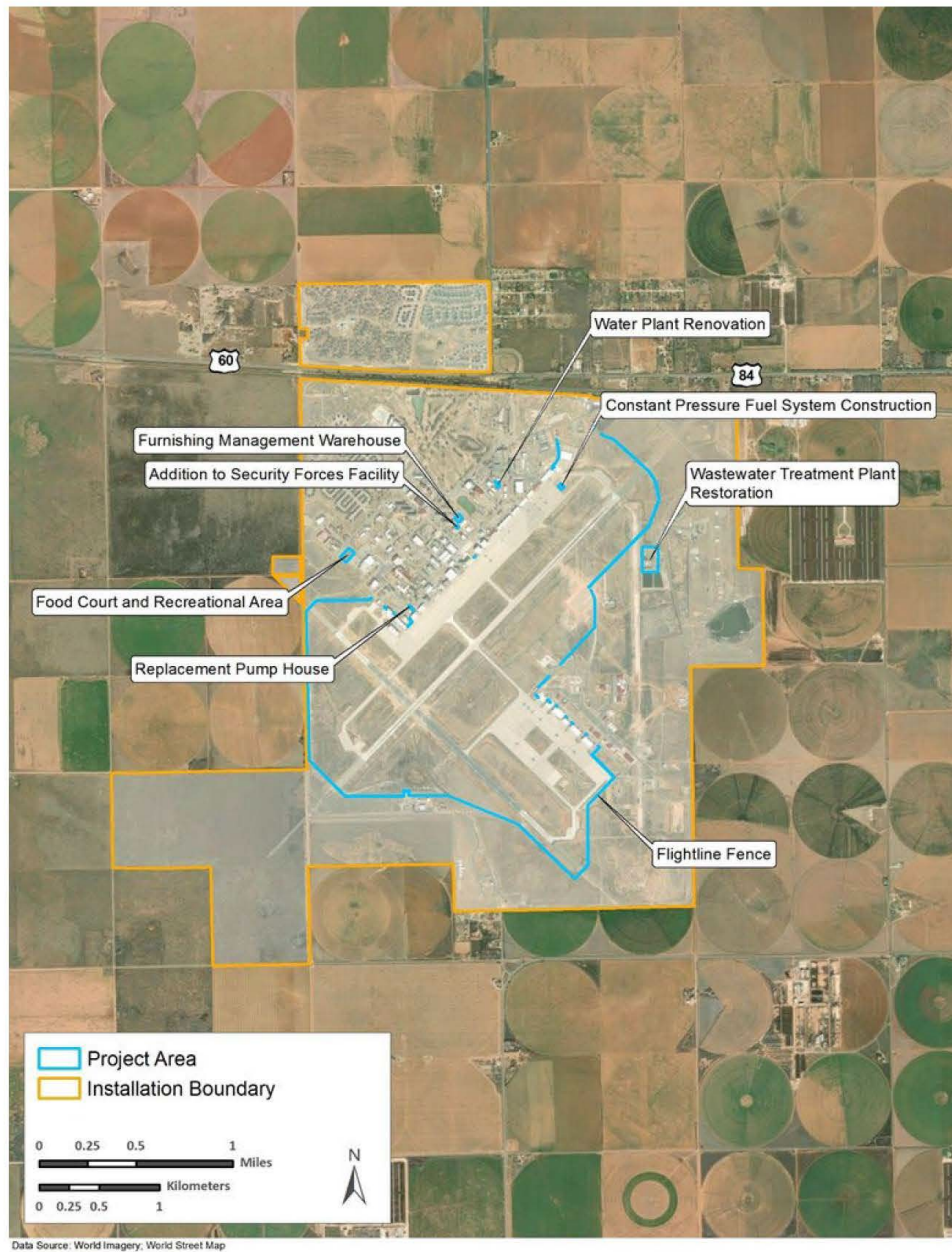 Water Plant Renovation
60
84
Constant Pressure Fuel System Construction
Furnishing Management Warehouse
Addition to Security Forces Facility
Wastewater Treatment Plant
Restoration
Food Court and Recreational Area
Replacement Pump House
Flightline Fence
Project Area
Installation Boundary
0 0.25 0.5 1
Miles
Kilometers
0 0.25 0.5 1
N
Data Source: World Imagery; World Street Map